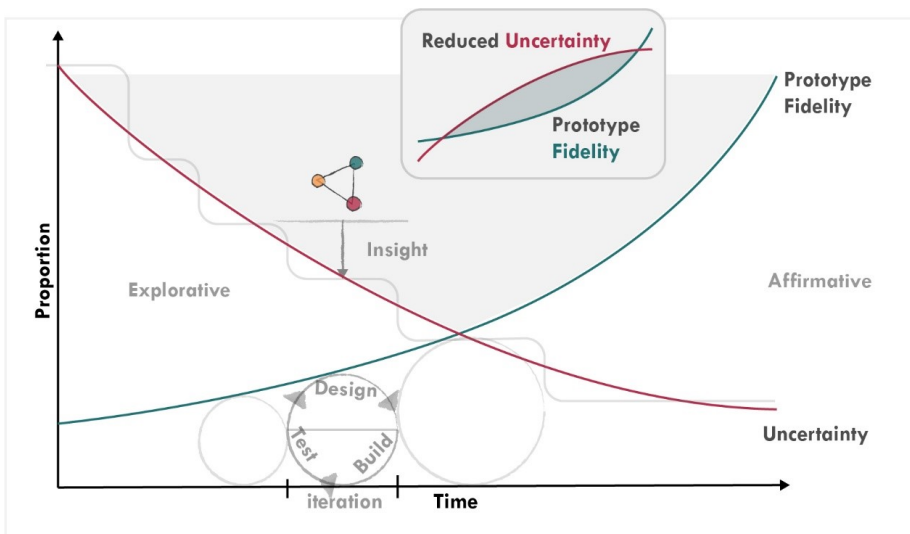 Reduced Uncertainty
Prototype
Fidelity
Prototype
Fidelity
Proportion
Insight
Explorative
Affirmative
Design
Test
Build
Uncertainty
iteration
Time